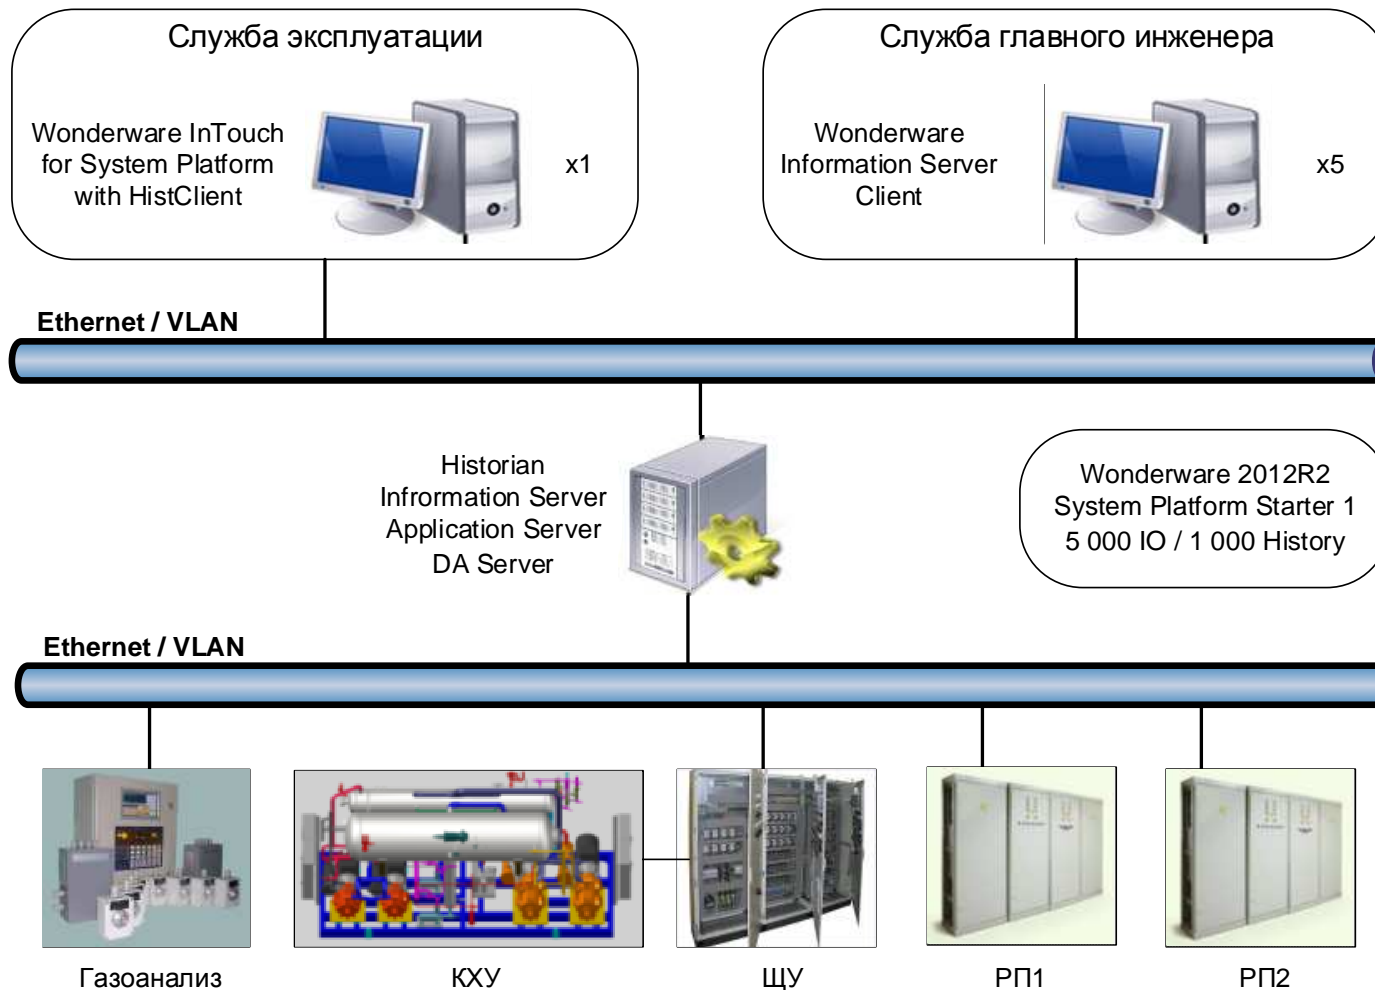 Служба эксплуатации
Wonderware InTouch
for System Platform
with HistClient
x1
Служба главного инженера
Wonderware
Information Server
Client
x5
Ethernet / VLAN
Historian
Infrormation Server
Application Server
DA Server
Wonderware 2012R2
System Platform Starter 1
5 000 IO / 1 000 History
Ethernet / VLAN
Газоанализ
КХУ
ЩУ
РП1
РП2